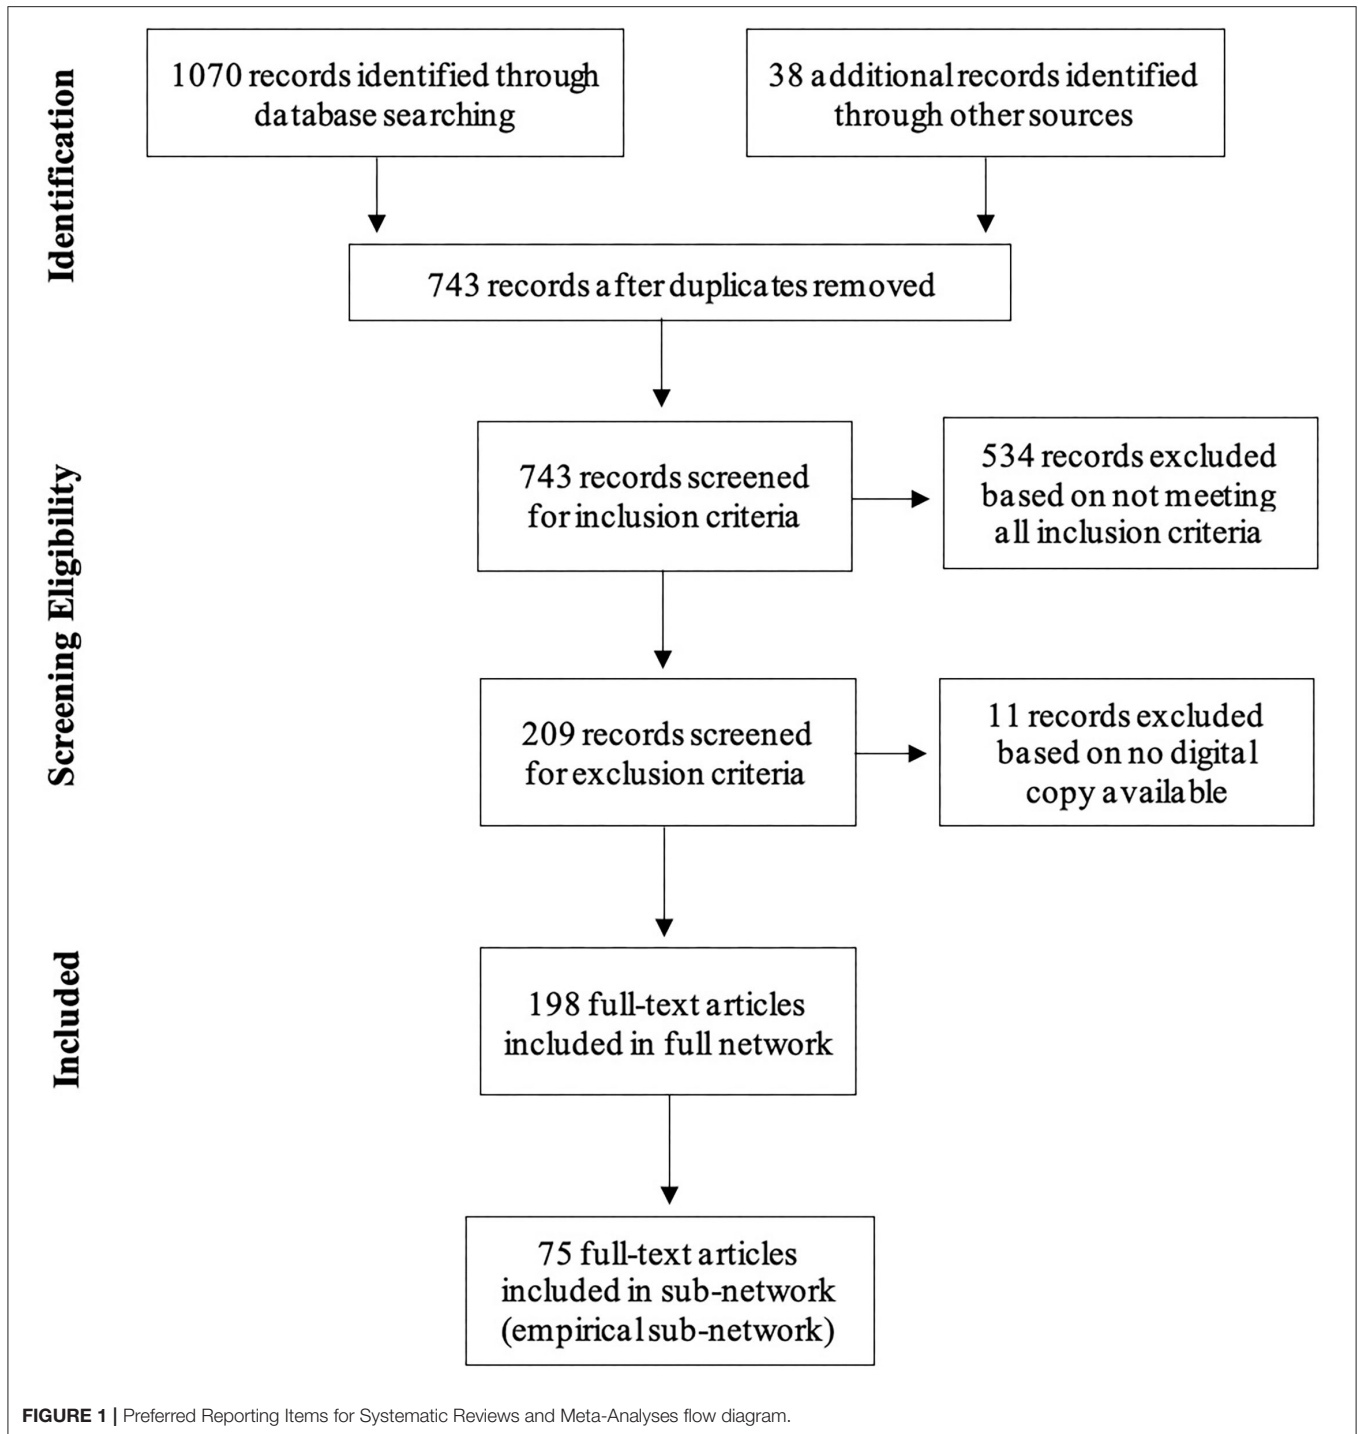 Identification
1070 records identified through
database searching
38 additional records identified
through other sources
743 records after duplicates removed
Screening Eligibility
743 records screened
for inclusion criteria
534 records excluded
based on not meeting
all inclusion criteria
209 records screened
for exclusion criteria
11 records excluded
based on no digital
copy available
Included
198 full-text articles
included in full network
75 full-text articles
included in sub-network
(empirical sub-network)
FIGURE 1 | Preferred Reporting Items for Systematic Reviews and Meta-Analyses flow diagram.